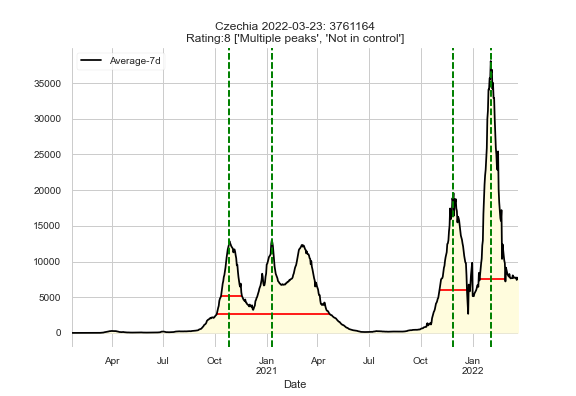 Czechia 2022-03-23: 3761164
Rating:8 ['Multiple peaks', 'Not in control']
Average-7d
35000
30000
25000
20000
15000
10000
5000
0
Apr Jul Oct Jan Apr Jul Oct Jan
2021 2022
Date